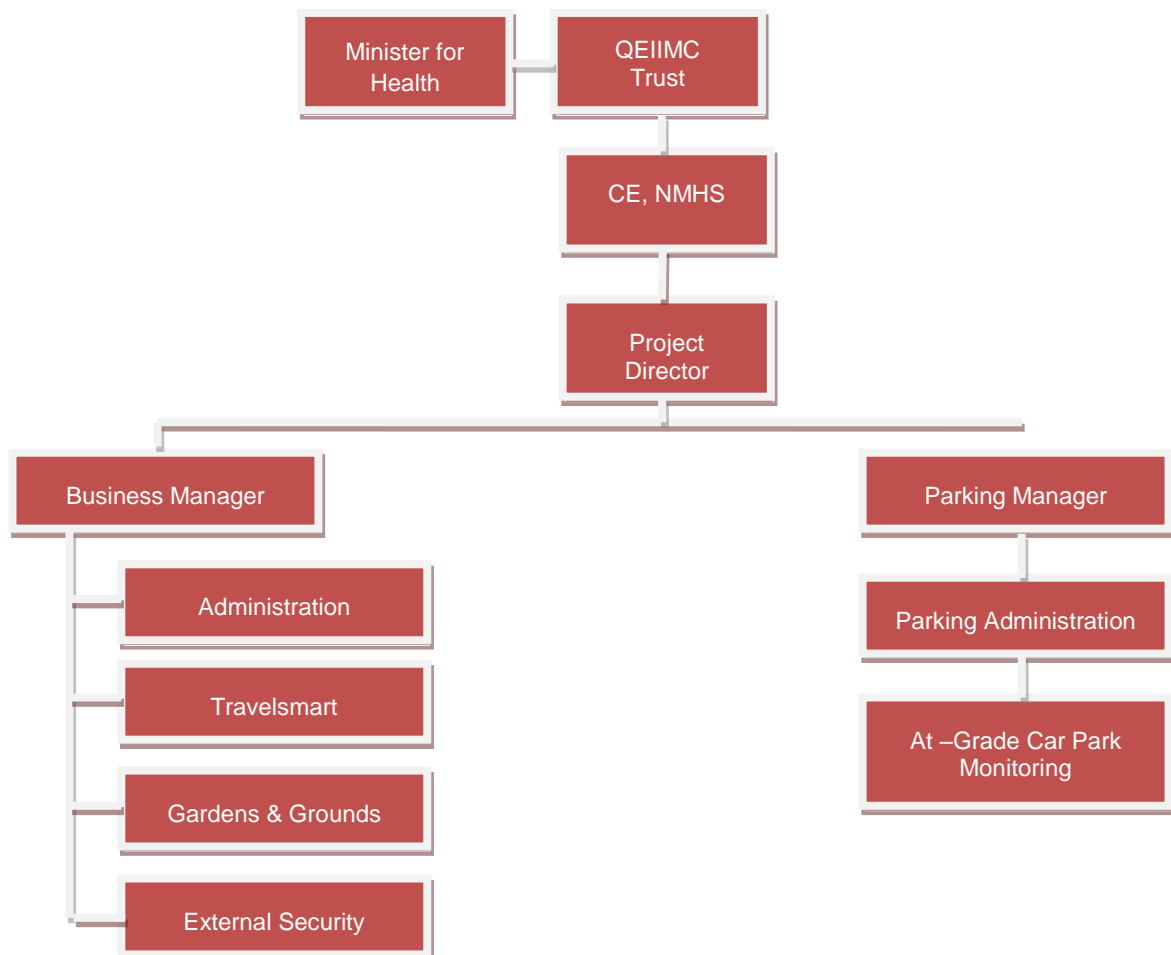 Minister for
Health
QEIIMC
Trust
CE, NMHS
Project
Director
Business Manager
Parking Manager
Administration
Parking Administration
Travelsmart
At –Grade Car Park
Monitoring
Gardens & Grounds
External Security